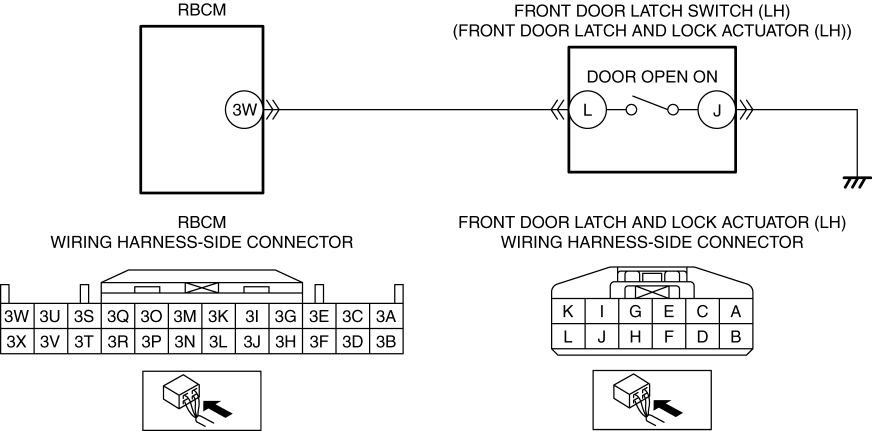 RBCM
FRONT DOOR LATCH SWITCH (LH)
(FRONT DOOR LATCH AND LOCK ACTUATOR (LH))
DOOR OPEN ON
3W
L
J
RBCM
WIRING HARNESS-SIDE CONNECTOR
FRONT DOOR LATCH AND LOCK ACTUATOR (LH)
WIRING HARNESS-SIDE CONNECTOR
3W 3U 3S 3Q 3O 3M 3K 3I 3G 3E 3C 3A
3X 3V 3T 3R 3P 3N 3L 3J 3H 3F 3D 3B
K I G E C A
L J H F D B